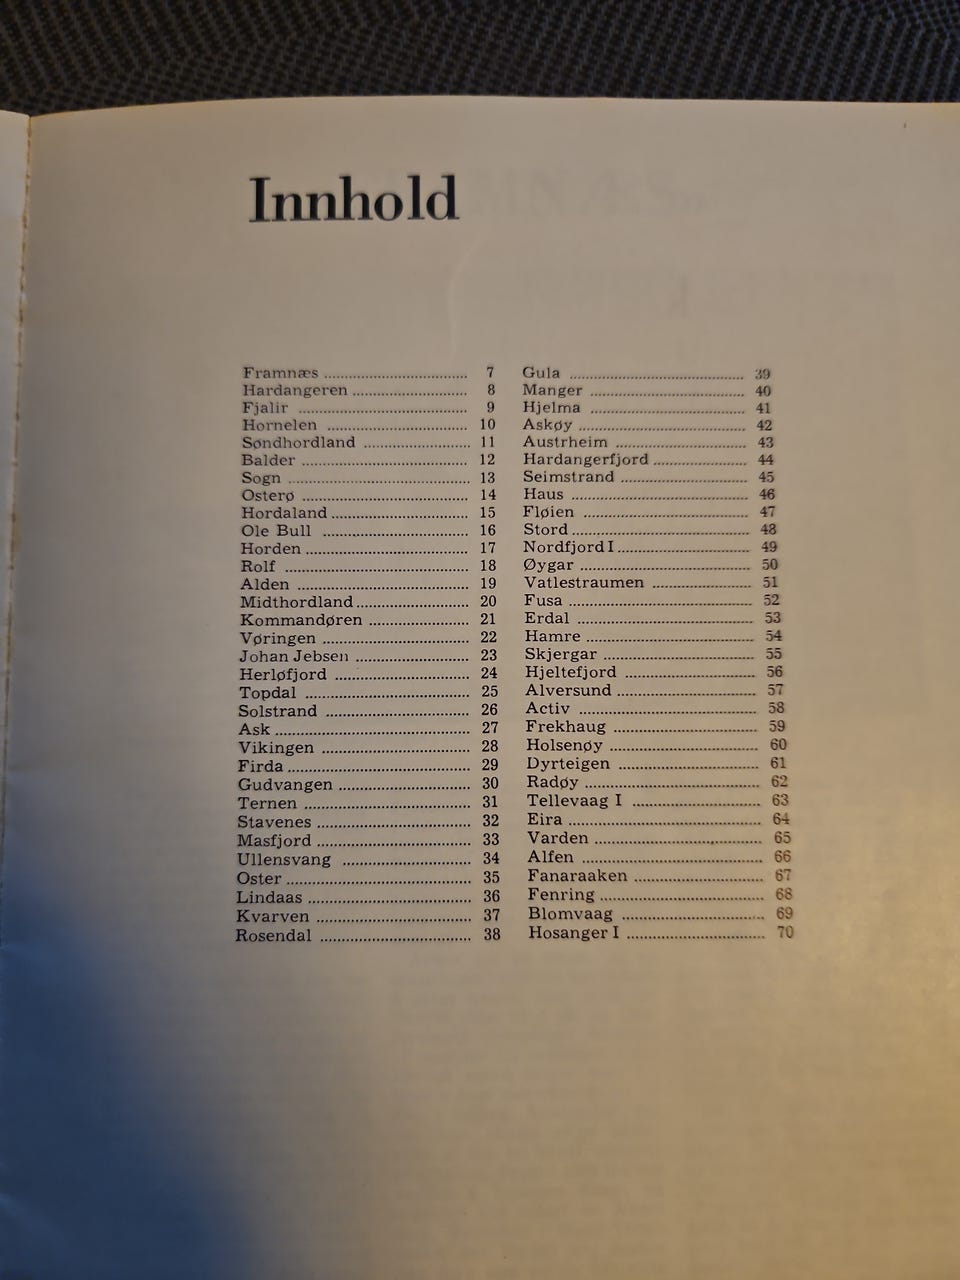 Innhold
Framnæs 7
Hardangeren 8
Fjalir 9
Hornelen 10
Søndhordland 11
Balder 12
Sogn 13
Osterø 14
Hordaland 15
Ole Bull 16
Horden 17
Rolf 18
Alden 19
Midthordland 20
Kommandøren 21
Vøringen 22
Johan Jebsen 23
Herløfjord 24
Topdal 25
Solstrand 26
Ask 27
Vikingen 28
Firda 29
Gudvangen 30
Ternen 31
Stavenes 32
Masfjord 33
Ullensvang 34
Oster 35
Lindaas 36
Kvarven 37
Rosendal 38
Gula 39
Manger 40
Hjelma 41
Askøy 42
Austrheim 43
Hardangerfjord 44
Seimstrand 45
Haus 46
Fløien 47
Stord 48
Nordfjord I 49
Øygar 50
Vatlestraumen 51
Fusa 52
Erdal 53
Hamre 54
Skjergar 55
Hjeltefjord 56
Alversund 57
Activ 58
Frekhaug 59
Holsenøy 60
Dyrteigen 61
Radøy 62
Tellevaag I 63
Eira 64
Varden 65
Alfen 66
Fanaraaken 67
Fenring 68
Blomvaag 69
Hosanger I 70